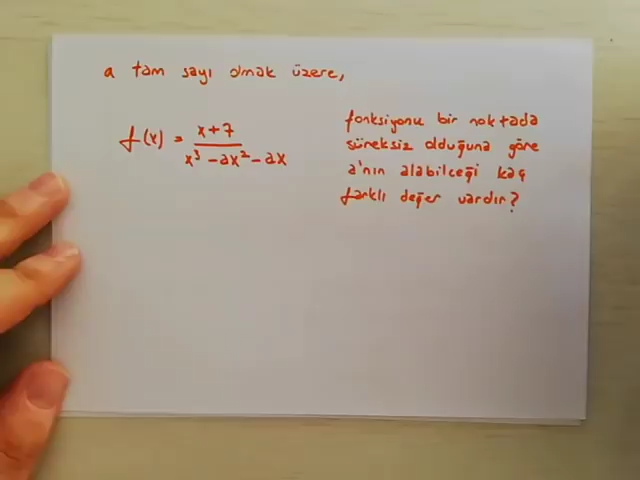 a tam sayı olmak üzere,
f(x) = x+7 / x³ - ax² - ax
fonksiyonu bir noktada
süreksiz olduğuna göre
a'nın alabileceği kaç
farklı değer vardır?